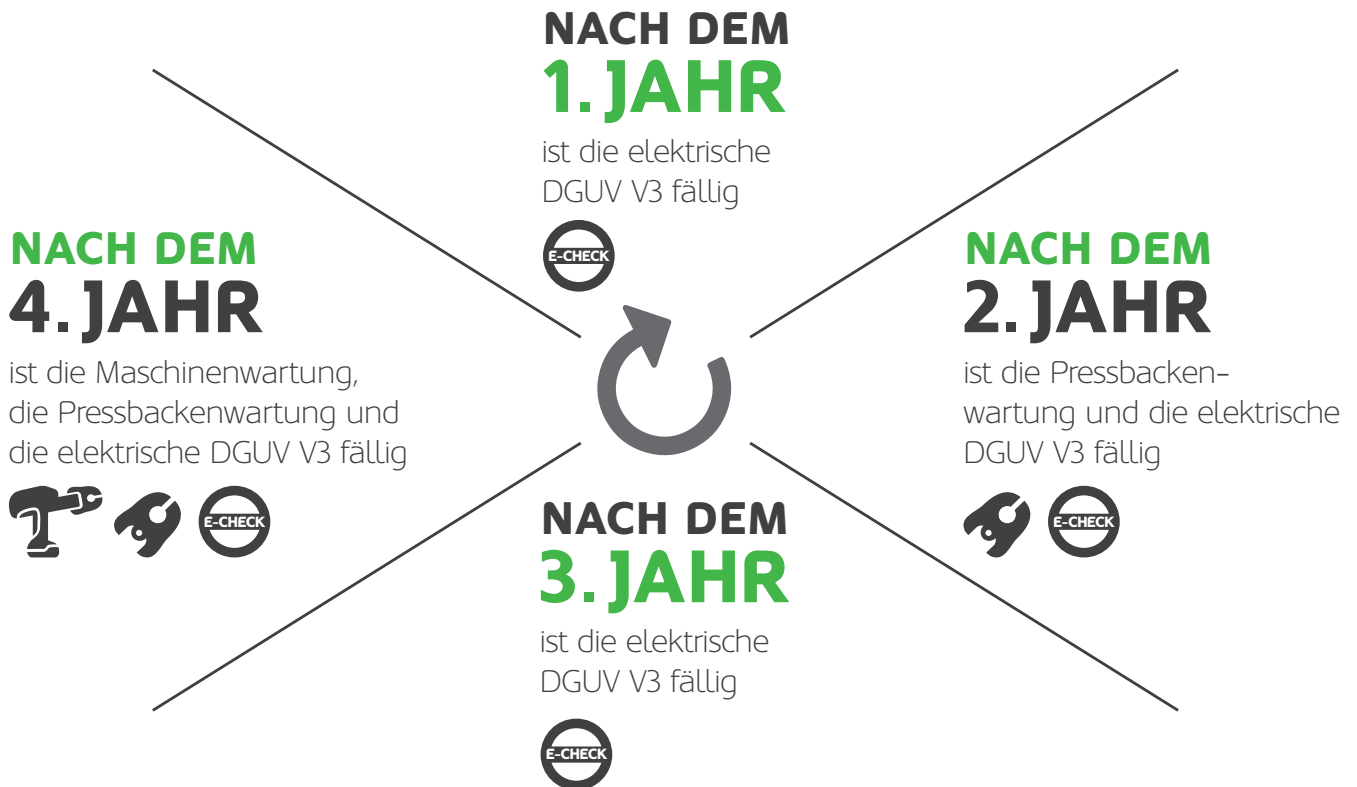 NACH DEM
1. JAHR
ist die elektrische
DGUV V3 fällig
E-CHECK
NACH DEM
2. JAHR
ist die Pressbacken-
wartung und die elektrische
DGUV V3 fällig
E-CHECK
NACH DEM
3. JAHR
ist die elektrische
DGUV V3 fällig
E-CHECK
NACH DEM
4. JAHR
ist die Maschinenwartung,
die Pressbackenwartung und
die elektrische DGUV V3 fällig
E-CHECK